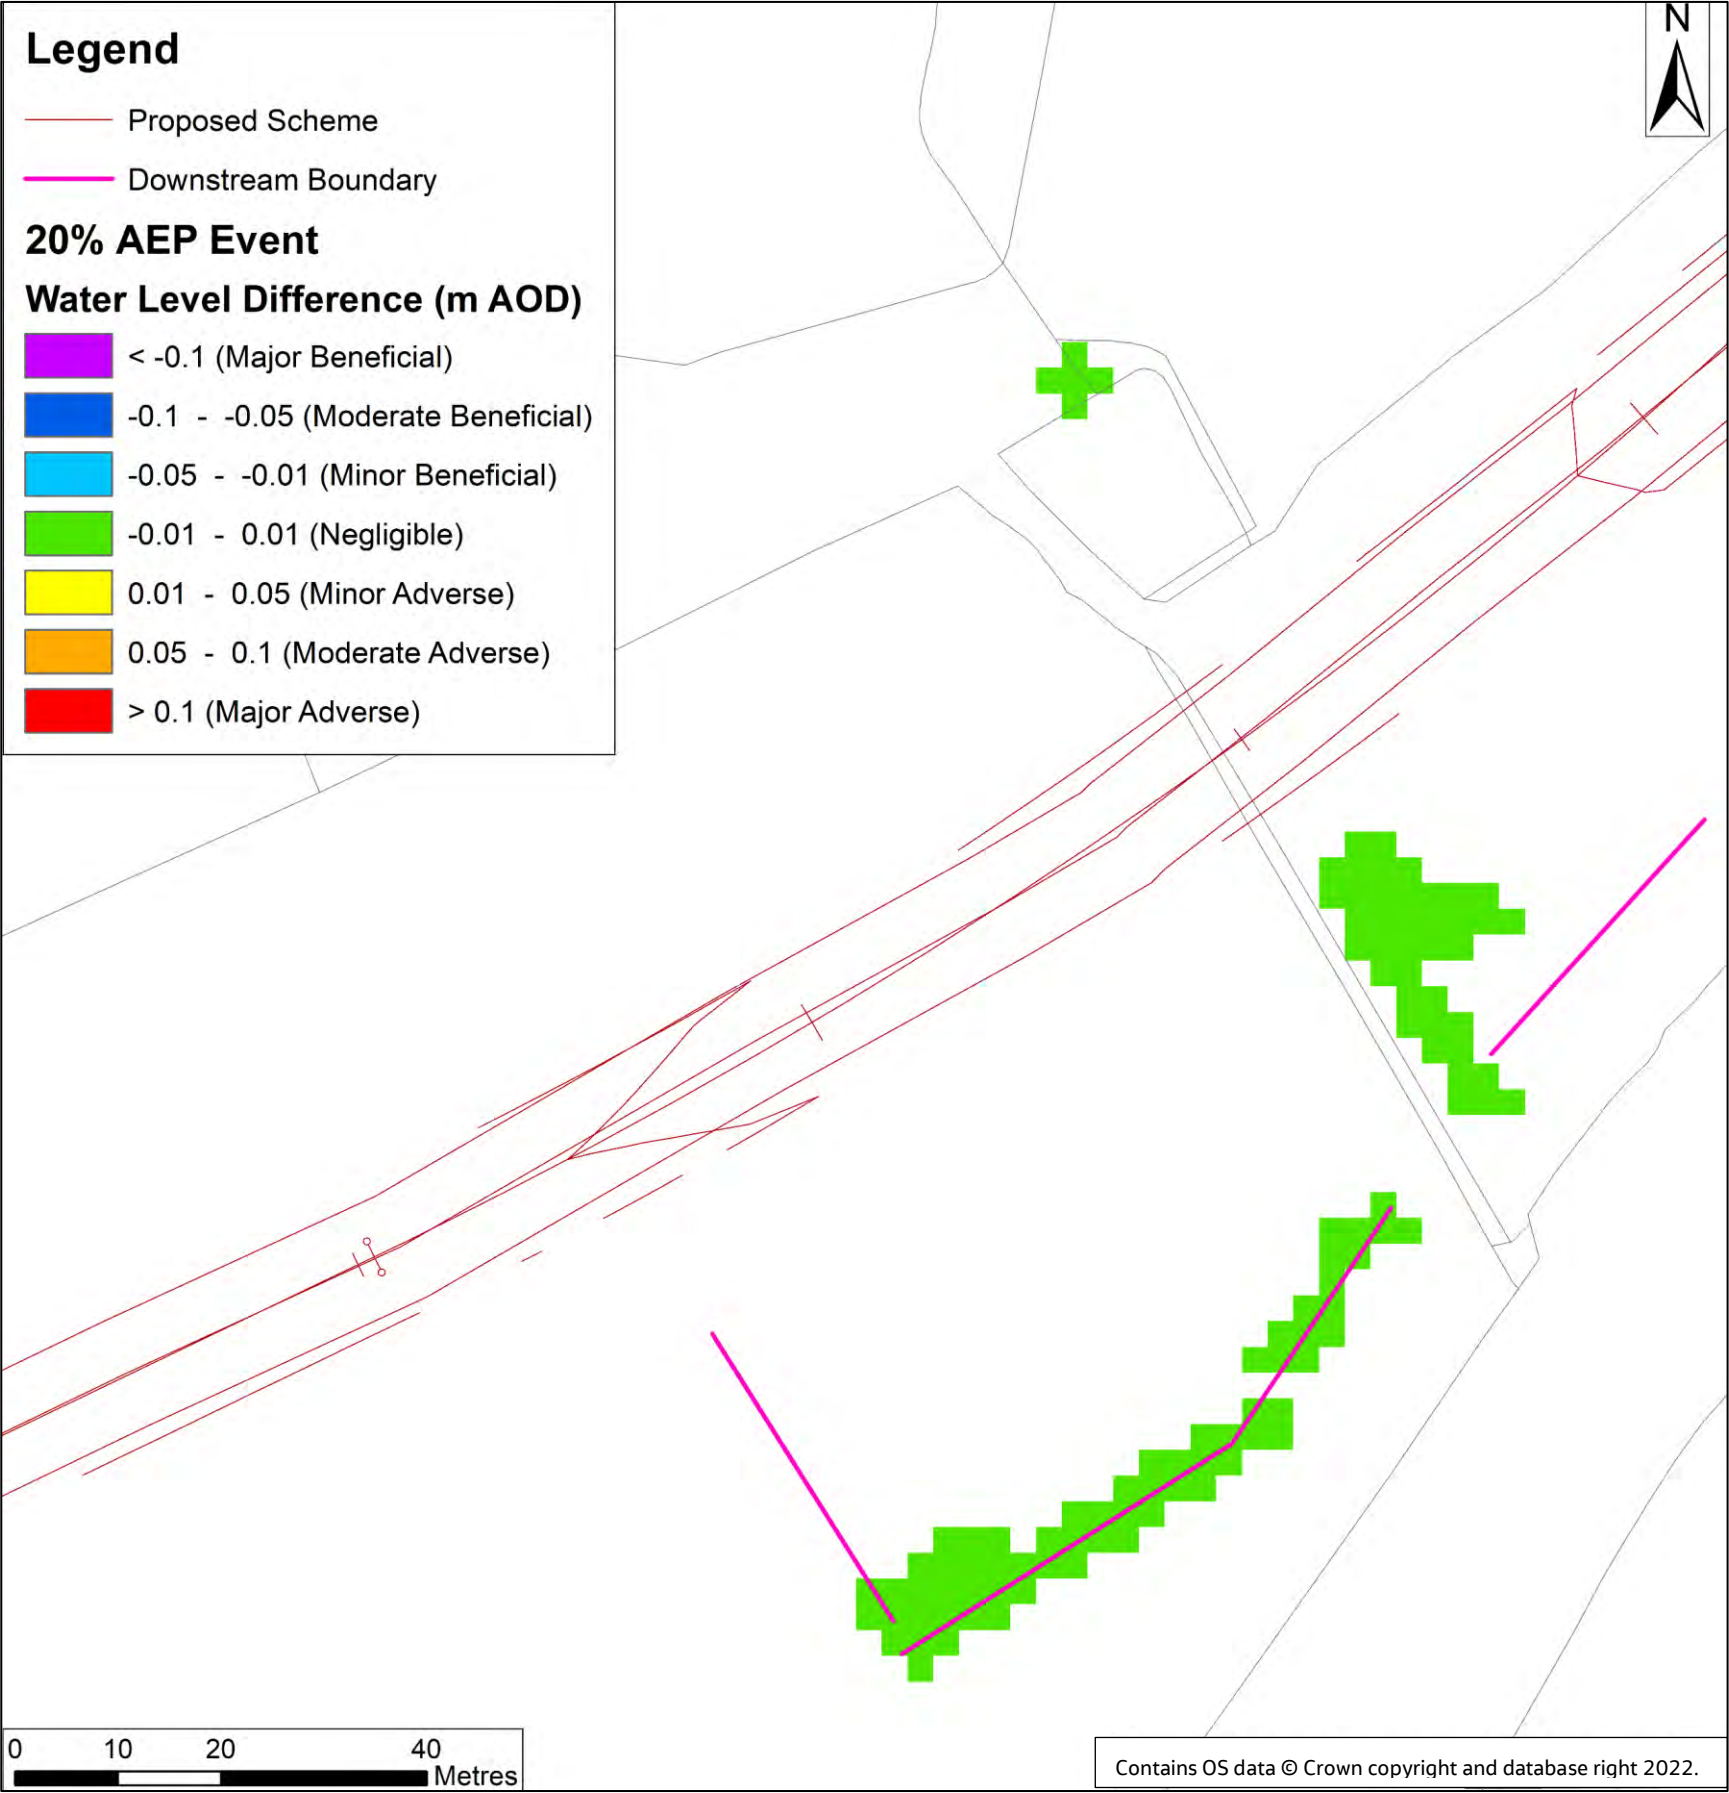 Legend
Proposed Scheme
Downstream Boundary
20% AEP Event
Water Level Difference (m AOD)
< -0.1 (Major Beneficial)
-0.1 - -0.05 (Moderate Beneficial)
-0.05 - -0.01 (Minor Beneficial)
-0.01 - 0.01 (Negligible)
0.01 - 0.05 (Minor Adverse)
0.05 - 0.1 (Moderate Adverse)
> 0.1 (Major Adverse)
N
0 10 20 40
Metres
Contains OS data © Crown copyright and database right 2022.